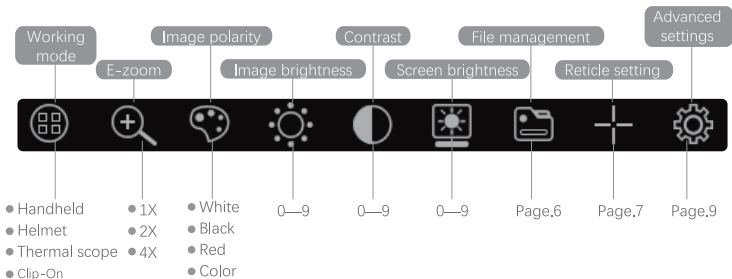 Working
mode
E-zoom
Image polarity
Image brightness
Contrast
Screen brightness
File management
Reticle setting
Advanced
settings
● Handheld
● Helmet
● Thermal scope
● Clip-On
● 1X
● 2X
● 4X
● White
● Black
● Red
● Color
0—9
0—9
0—9
Page.6
Page.7
Page.9